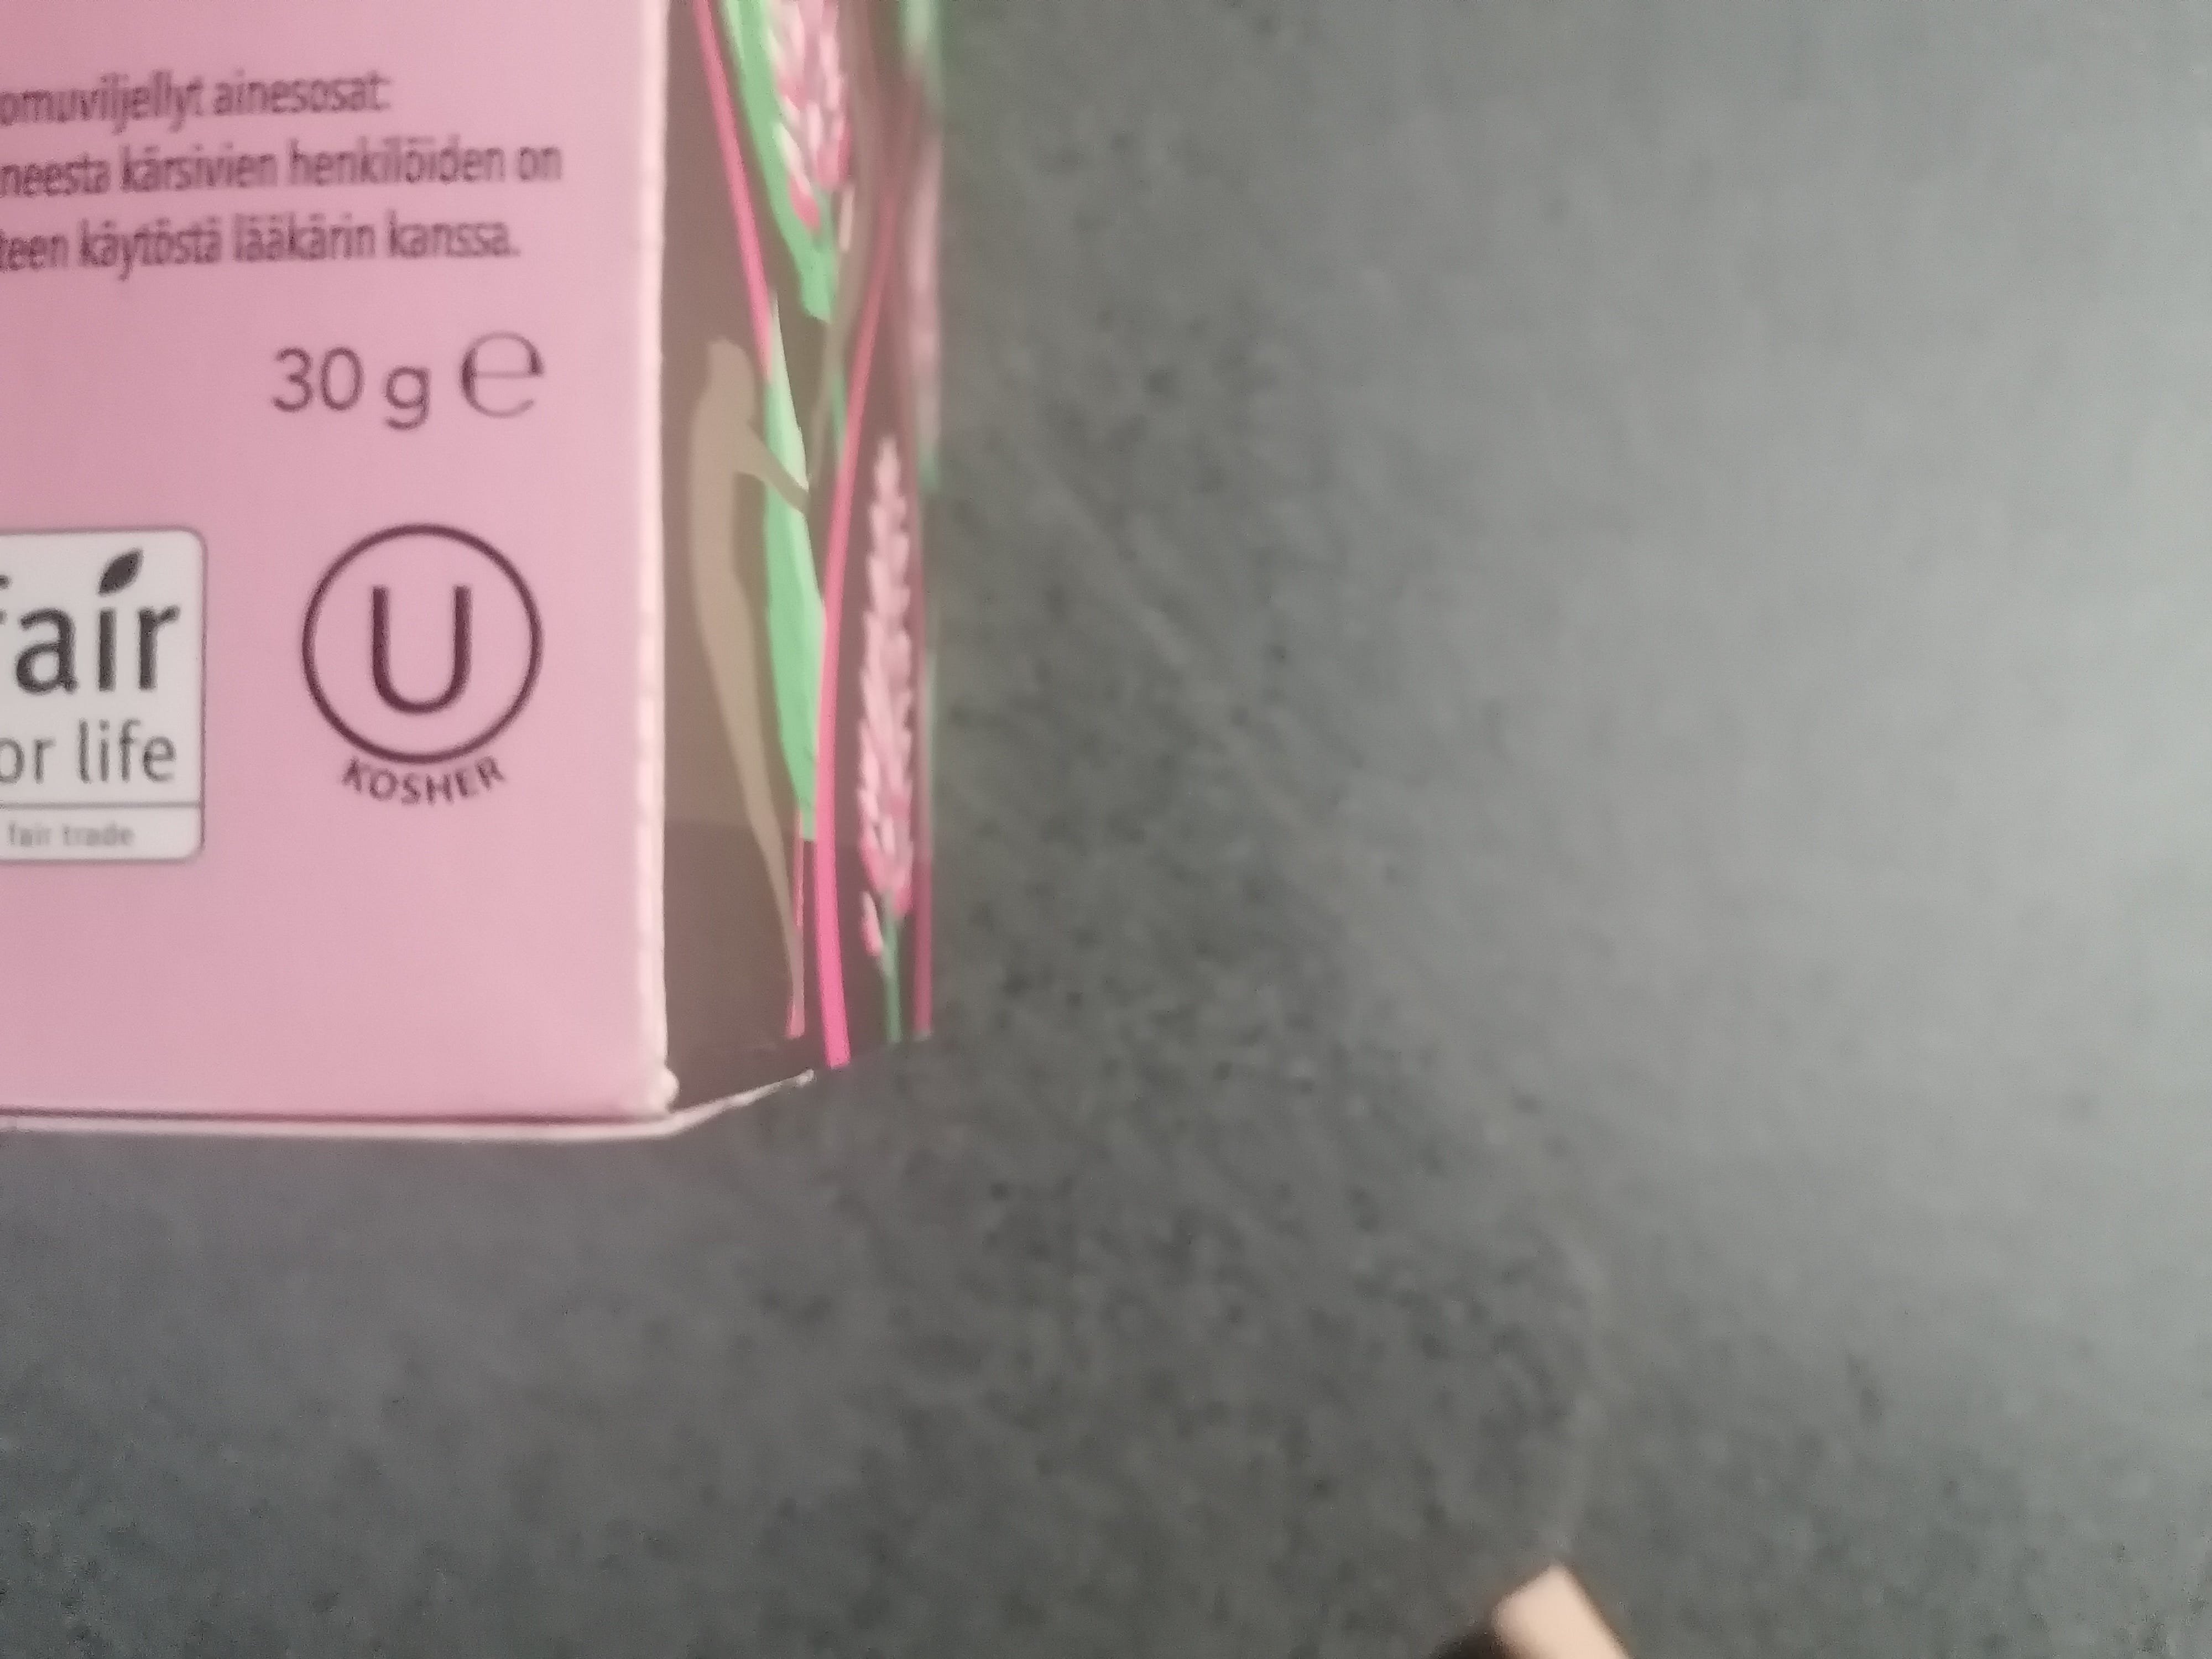 omuviljellyt ainesosat:
neesta kärsivien henkilöiden on
teen käytöstä lääkärin kanssa.
30 g e
fair
or life
fair trade
U
KOSHER